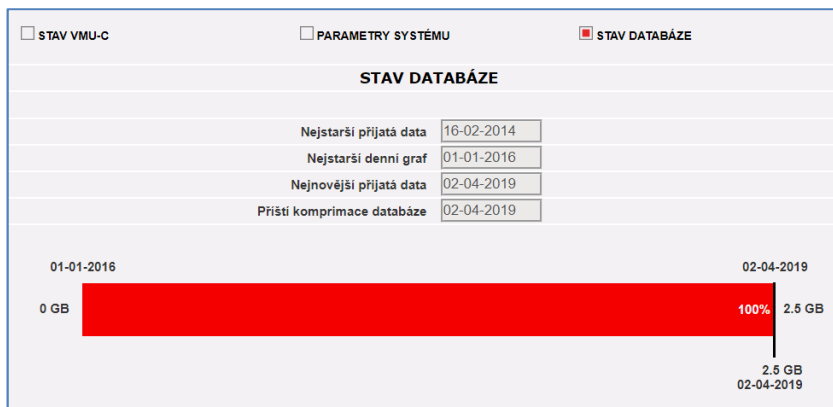 STAV VMU-C PARAMETRY SYSTÉMU STAV DATABÁZE
STAV DATABÁZE
Nejstarší přijatá data 16-02-2014
Nejstarší denní graf 01-01-2016
Nejnovější přijatá data 02-04-2019
Příští komprimace databáze 02-04-2019
01-01-2016 02-04-2019
0 GB 100% 2.5 GB
2.5 GB
02-04-2019